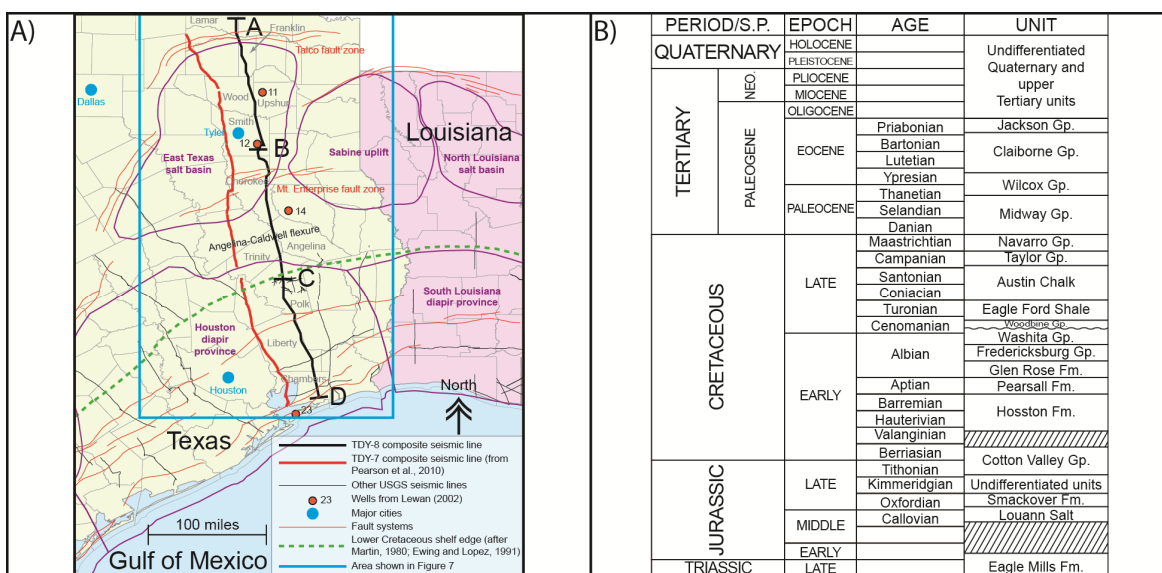 A)
Lamar
A
Franklin
Talco fault zone
Dallas
11
Wood
Upshur
Smith
Tyler
12
B
Louisiana
East Texas
salt basin
Sabine uplift
North Louisiana
salt basin
Cherokee
Mt. Enterprise fault zone
14
Angelina-Caldwell flexure
Angelina
Trinity
C
Polk
South Louisiana
diapir province
Houston
diapir
province
Liberty
Chambers
Houston
D
North
23
Texas
TDY-8 composite seismic line
TDY-7 composite seismic line (from
Pearson et al., 2010)
Other USGS seismic lines
23
Wells from Lewan (2002)
Major cities
Fault systems
Lower Cretaceous shelf edge (after
Martin, 1980; Ewing and Lopez, 1991)
Area shown in Figure 7
100 miles
Gulf of Mexico
B)
PERIOD/S.P. EPOCH AGE UNIT
QUATERNARY
HOLOCENE
PLEISTOCENE
Undifferentiated
Quaternary and
upper
Tertiary units
TERTIARY
NEO.
PLIOCENE
MIOCENE
PALEOGENE
OLIGOCENE
EOCENE
Priabonian
Jackson Gp.
Bartonian
Lutetian
Claiborne Gp.
Ypresian
Wilcox Gp.
PALEOCENE
Thanetian
Selandian
Midway Gp.
Danian
CRETACEOUS
LATE
Maastrichtian
Navarro Gp.
Campanian
Taylor Gp.
Santonian
Austin Chalk
Coniacian
Turonian
Eagle Ford Shale
Cenomanian
Woodbine Gp.
EARLY
Albian
Washita Gp.
Fredericksburg Gp.
Glen Rose Fm.
Aptian
Pearsall Fm.
Barremian
Hosston Fm.
Hauterivian
Valanginian
Berriasian
Cotton Valley Gp.
JURASSIC
LATE
Tithonian
Kimmeridgian
Undifferentiated units
Oxfordian
Smackover Fm.
MIDDLE
Callovian
Louann Salt
EARLY
TRIASSIC
LATE
Eagle Mills Fm.